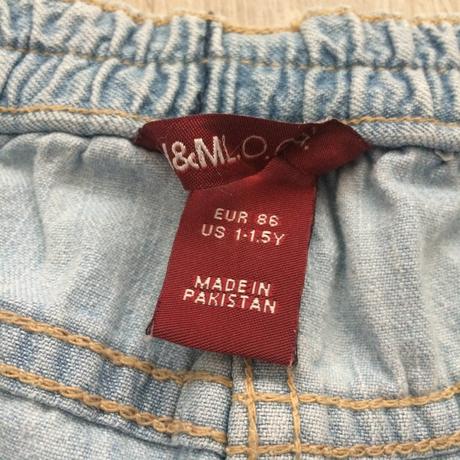 &M L.O.
EUR 86
US 1-1.5Y
MADE IN
PAKISTAN